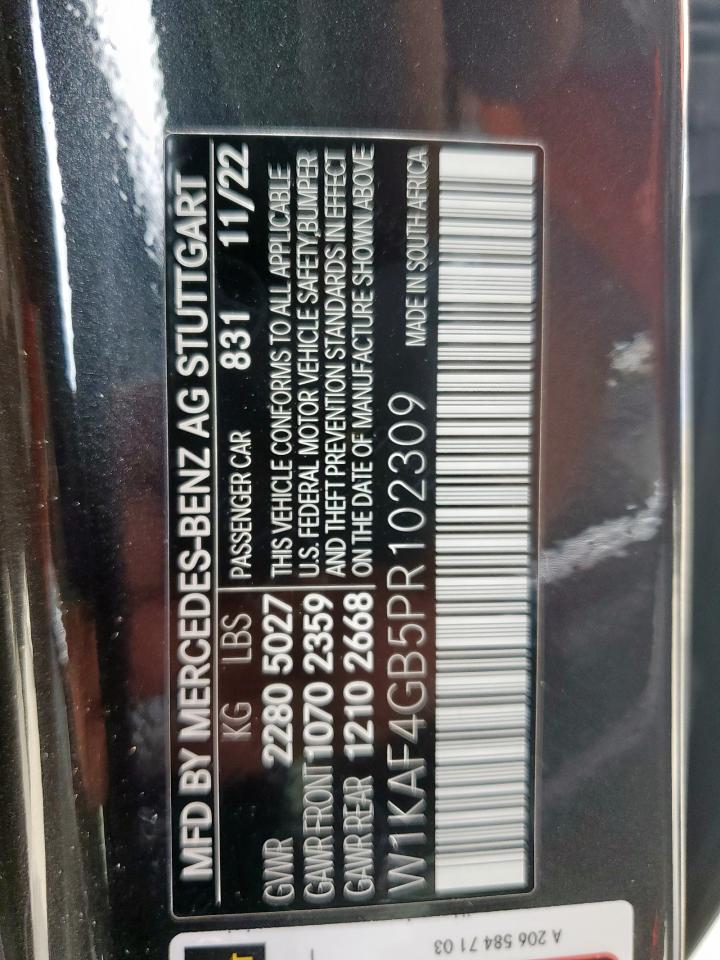 MFD BY MERCEDES-BENZ AG STUTTGART
KG LBS PASSENGER CAR 831 11/22
GWR 2280 5027 THIS VEHICLE CONFORMS TO ALL APPLICABLE
GAWR FRONT 1070 2359 U.S. FEDERAL MOTOR VEHICLE SAFETY,BUMPER
AND THEFT PREVENTION STANDARDS IN EFFECT
GAWR REAR 1210 2668 ON THE DATE OF MANUFACTURE SHOWN ABOVE
W1KAF4GB5PR102309 MADE IN SOUTH AFRICA
A 206 584 71 03